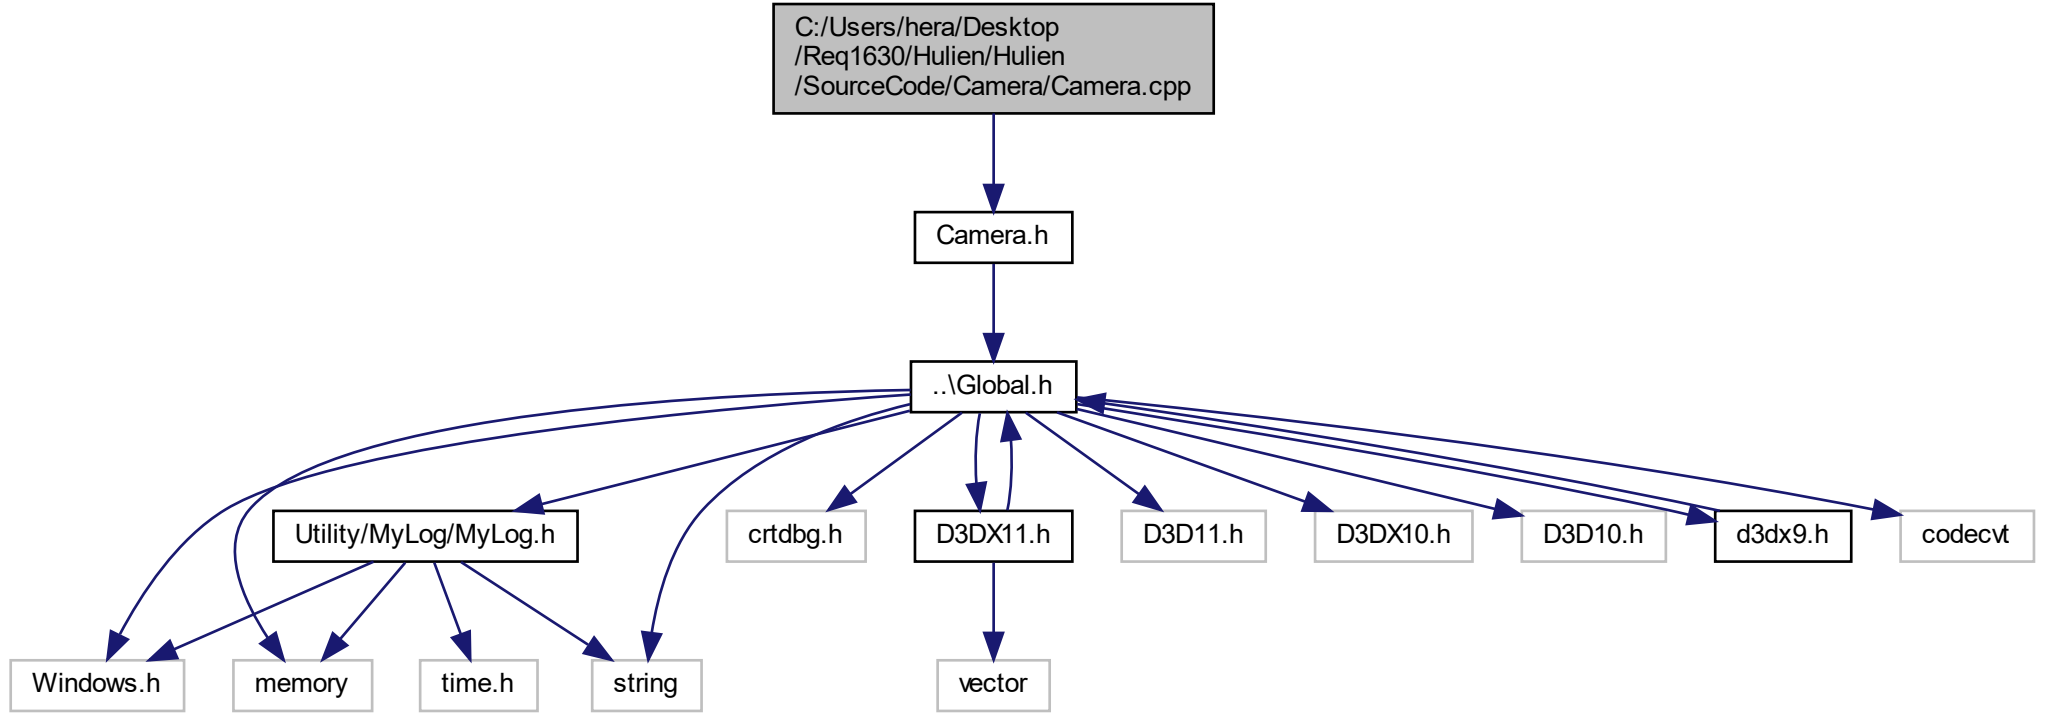 C:/Users/hera/Desktop
/Req1630/Hulien/Hulien
/SourceCode/Camera/Camera.cpp
Camera.h
..\Global.h
Utility/MyLog/MyLog.h
crtdbg.h
D3DX11.h
D3D11.h
D3DX10.h
D3D10.h
d3dx9.h
codecvt
Windows.h
memory
time.h
string
vector